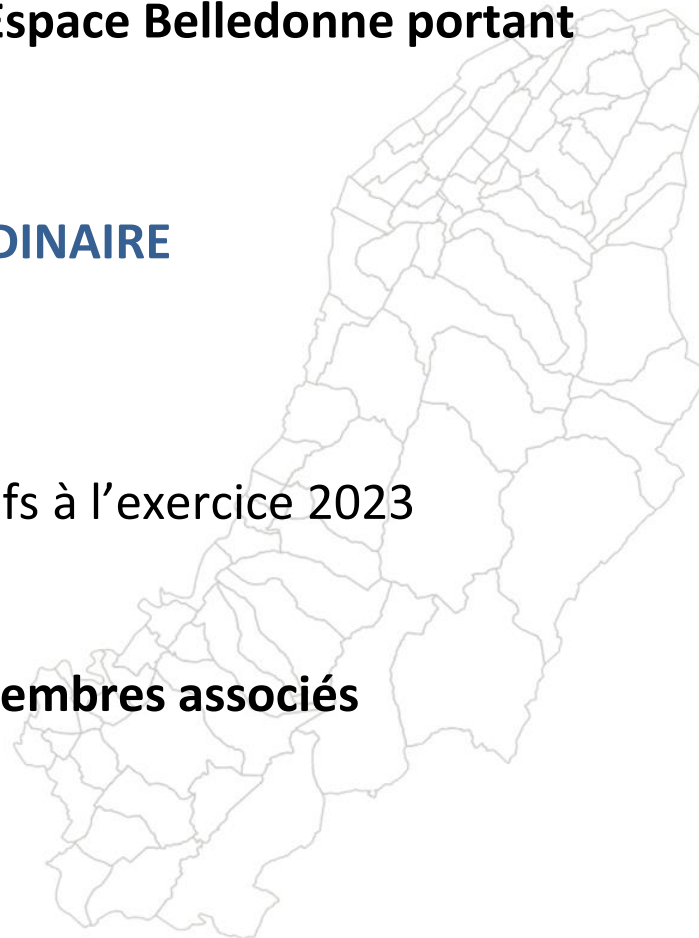 Espace Belledonne portant
DINAIRE
fs à l’exercice 2023
embres associés